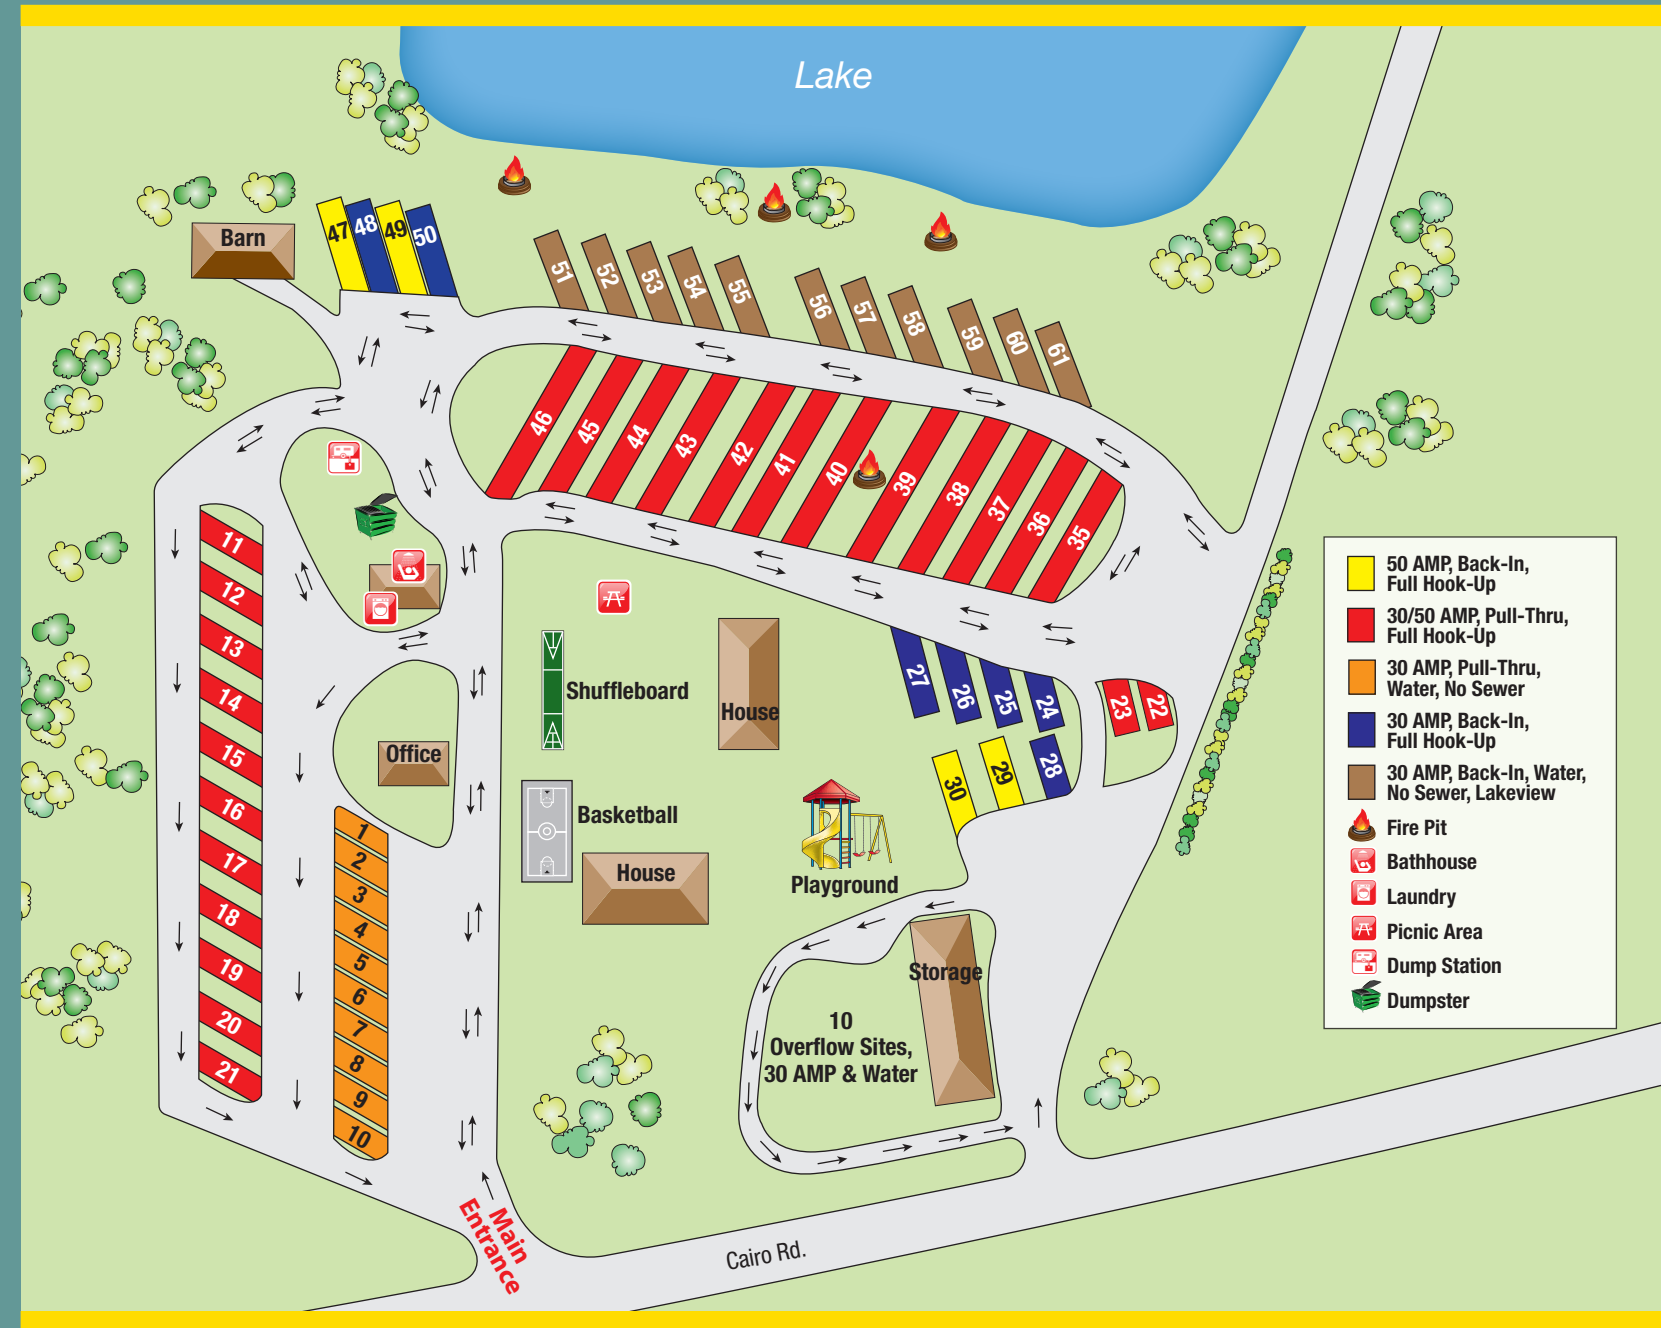 Lake
Barn
47
48
49
50
51
52
53
54
55
56
57
58
59
60
61
46
45
44
43
42
41
40
39
38
37
36
35
11
12
13
14
15
16
17
18
19
20
21
Office
1
2
3
4
5
6
7
8
9
10
Shuffleboard
House
Basketball
House
Playground
27
26
25
24
23
22
30
29
28
Storage
10
Overflow Sites,
30 AMP & Water
Main
Entrance
Cairo Rd.
50 AMP, Back-In,
Full Hook-Up
30/50 AMP, Pull-Thru,
Full Hook-Up
30 AMP, Pull-Thru,
Water, No Sewer
30 AMP, Back-In,
Full Hook-Up
30 AMP, Back-In, Water,
No Sewer, Lakeview
Fire Pit
Bathhouse
Laundry
Picnic Area
Dump Station
Dumpster